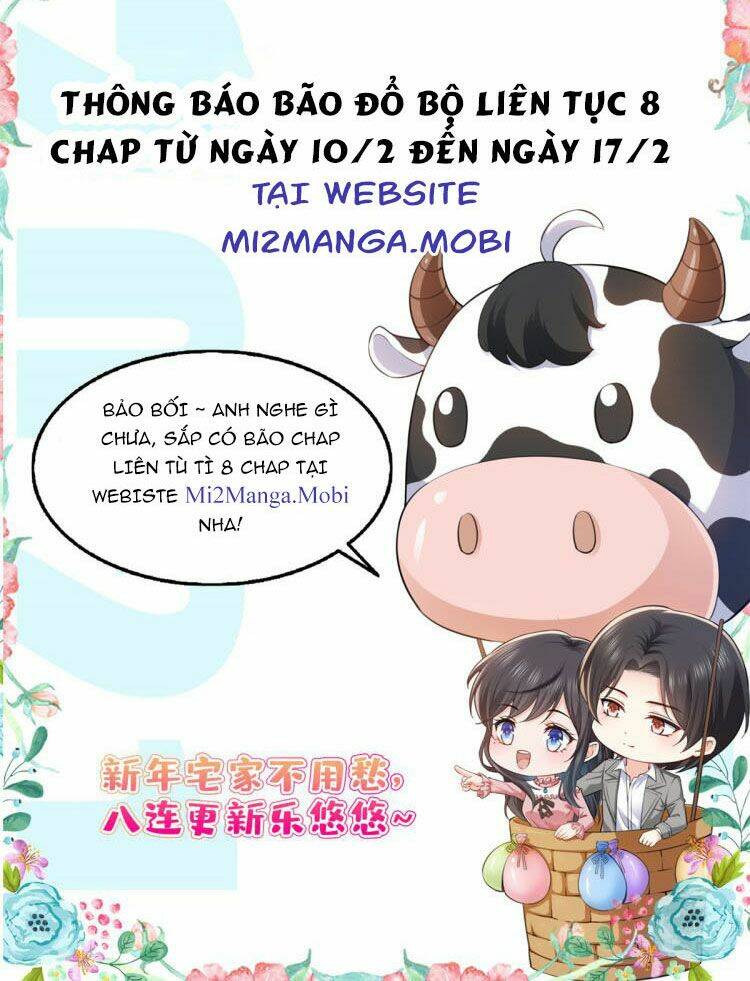 THÔNG BÁO BÃO ĐỔ BỘ LIÊN TỤC 8
CHAP TỪ NGÀY 10/2 ĐẾN NGÀY 17/2
TẠI WEBSITE
MI2MANGA.MOBI
BẢO BỐI ~ ANH NGHE GÌ
CHƯA, SẮP CÓ BÃO CHAP
LIÊN TÙ TÌ 8 CHAP TẠI
WEBISTE Mi2Manga.Mobi
NHA!
新年宅家不用愁,
八连更新乐悠悠~